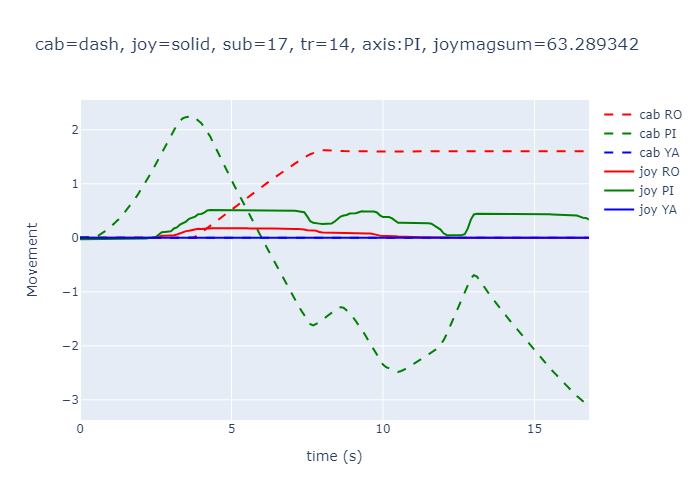 cab=dash, joy=solid, sub=17, tr=14, axis:PI, joymagsum=63.289342
cab RO
cab PI
cab YA
joy RO
joy PI
joy YA
Movement
2
1
0
−1
−2
−3
0
5
10
15
time (s)